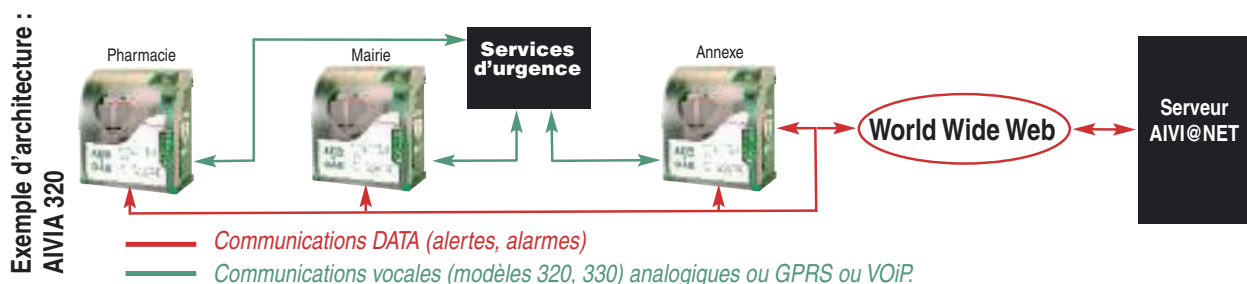 Exemple d'architecture :
AIVIA 320
Pharmacie
Mairie
Services
d'urgence
Annexe
World Wide Web
Serveur
AIVI@NET
Communications DATA (alertes, alarmes)
Communications vocales (modèles 320, 330) analogiques ou GPRS ou VOiP.